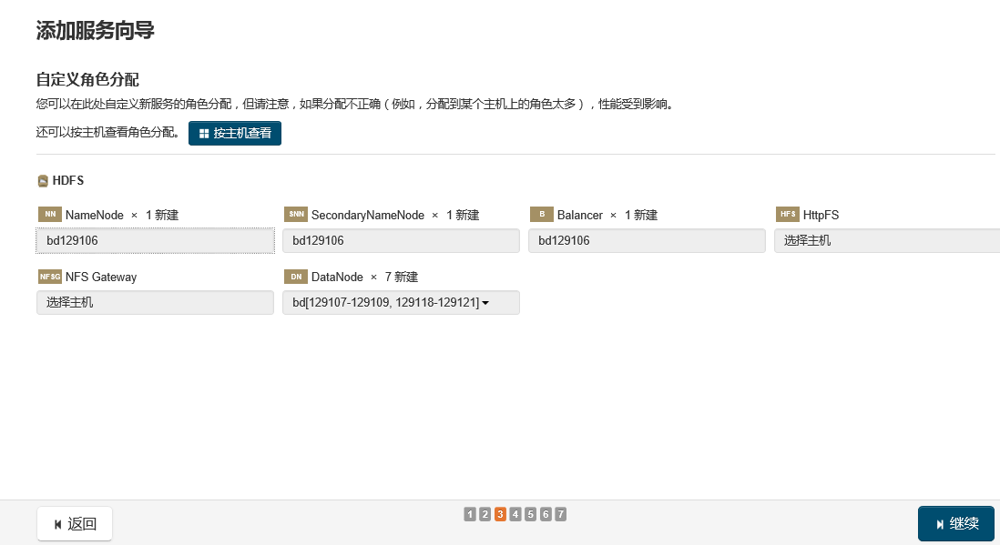 添加服务向导
自定义角色分配
您可以在此处自定义新服务的角色分配，但请注意，如果分配不正确（例如，分配到某个主机上的角色太多），性能受到影响。
还可以按主机查看角色分配。 按主机查看
HDFS
NN NameNode × 1 新建 SNN SecondaryNameNode × 1 新建 B Balancer × 1 新建 HFS HttpFS
bd129106 bd129106 bd129106 选择主机
NFSG NFS Gateway DN DataNode × 7 新建
选择主机 bd[129107-129109, 129118-129121]
返回 1 2 3 4 5 6 7 继续